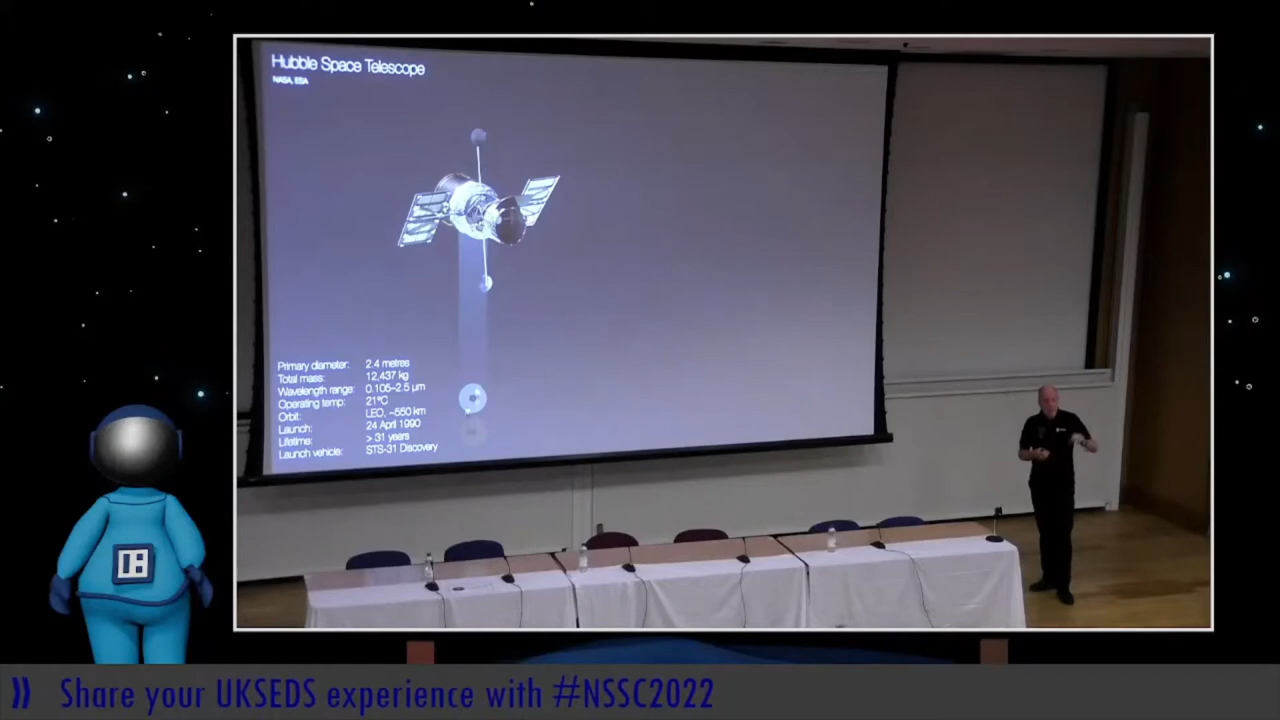 Hubble Space Telescope
NASA, ESA
Primary diameter: 2.4 metres
Total mass: 12,437 kg
Wavelength range: 0.105–2.5 µm
Operating temp: 21°C
Orbit: LEO, ~550 km
Launch: 24 April 1990
Lifetime: > 31 years
Launch vehicle: STS-31 Discovery
Share your UKSEDS experience with #NSSC2022